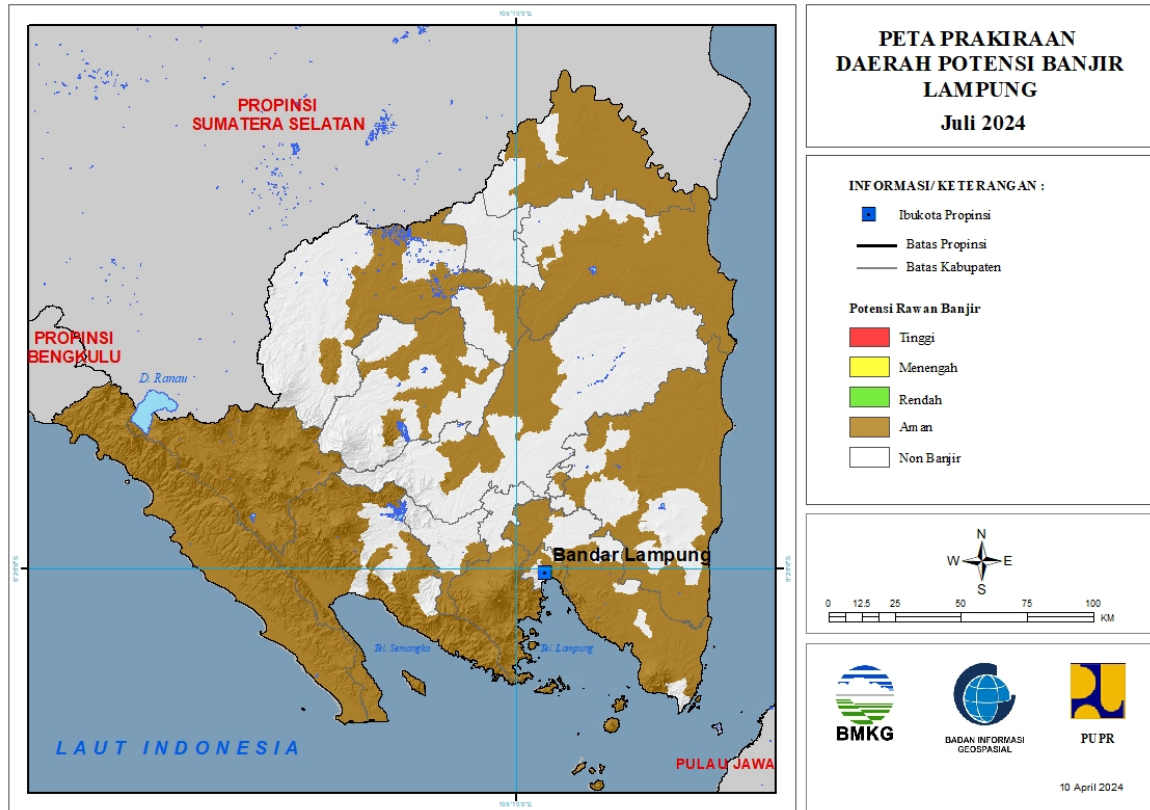 PROPINSI
SUMATERA SELATAN
PROPINSI
BENGKULU
D. Ranau
Bandar Lampung
Tel. Semangka
Tel. Lampung
LAUT INDONESIA
PULAU JAWA
PETA PRAKIRAAN
DAERAH POTENSI BANJIR
LAMPUNG
Juli 2024
INFORMASI/KETERANGAN :
Ibukota Propinsi
Batas Propinsi
Batas Kabupaten
Potensi Rawan Banjir
Tinggi
Menengah
Rendah
Aman
Non Banjir
N
W E
S
0 12.5 25 50 75 100
KM
BMKG
BADAN INFORMASI
GEOSPASIAL
PUPR
10 April 2024